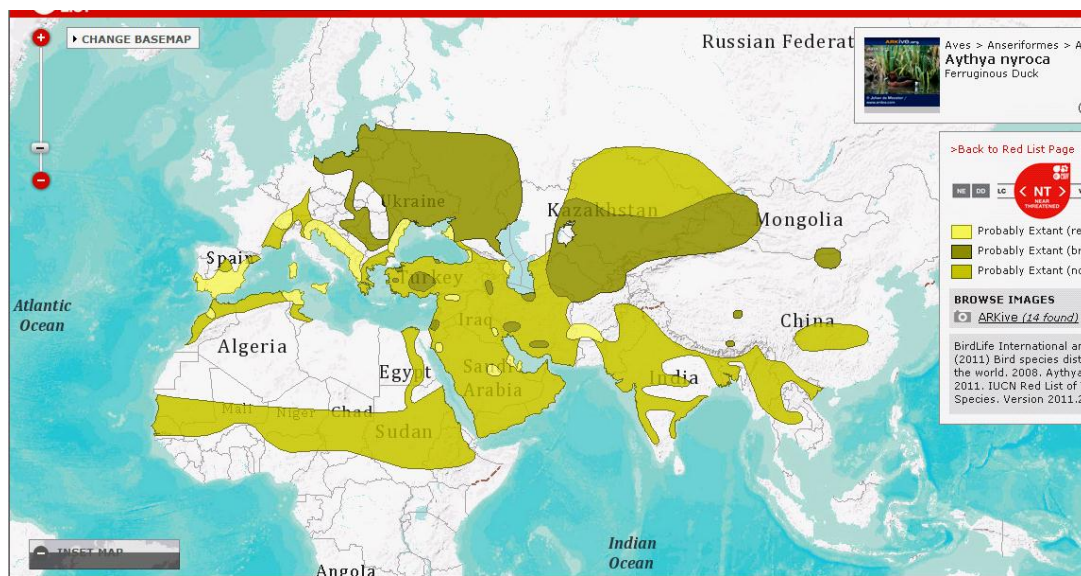 CHANGE BASEMAP
Russian Federat
ARKive.org
Aves > Anseriformes > A
Aythya nyroca
Ferruginous Duck
>Back to Red List Page
NE DD LC < NT > V
NEAR
THREATENED
Probably Extant (re
Probably Extant (br
Probably Extant (no
BROWSE IMAGES
ARKive (14 found)
BirdLife International an
(2011) Bird species dist
the world. 2008. Aythya
2011. IUCN Red List of
Species. Version 2011.2
Ukraine
Kazakhstan
Mongolia
Spain
Turkey
Atlantic
Ocean
Iraq
China
Algeria
Egypt
Saudi
Arabia
India
Mali
Niger
Chad
Sudan
Indian
Ocean
INSET MAP
Angola